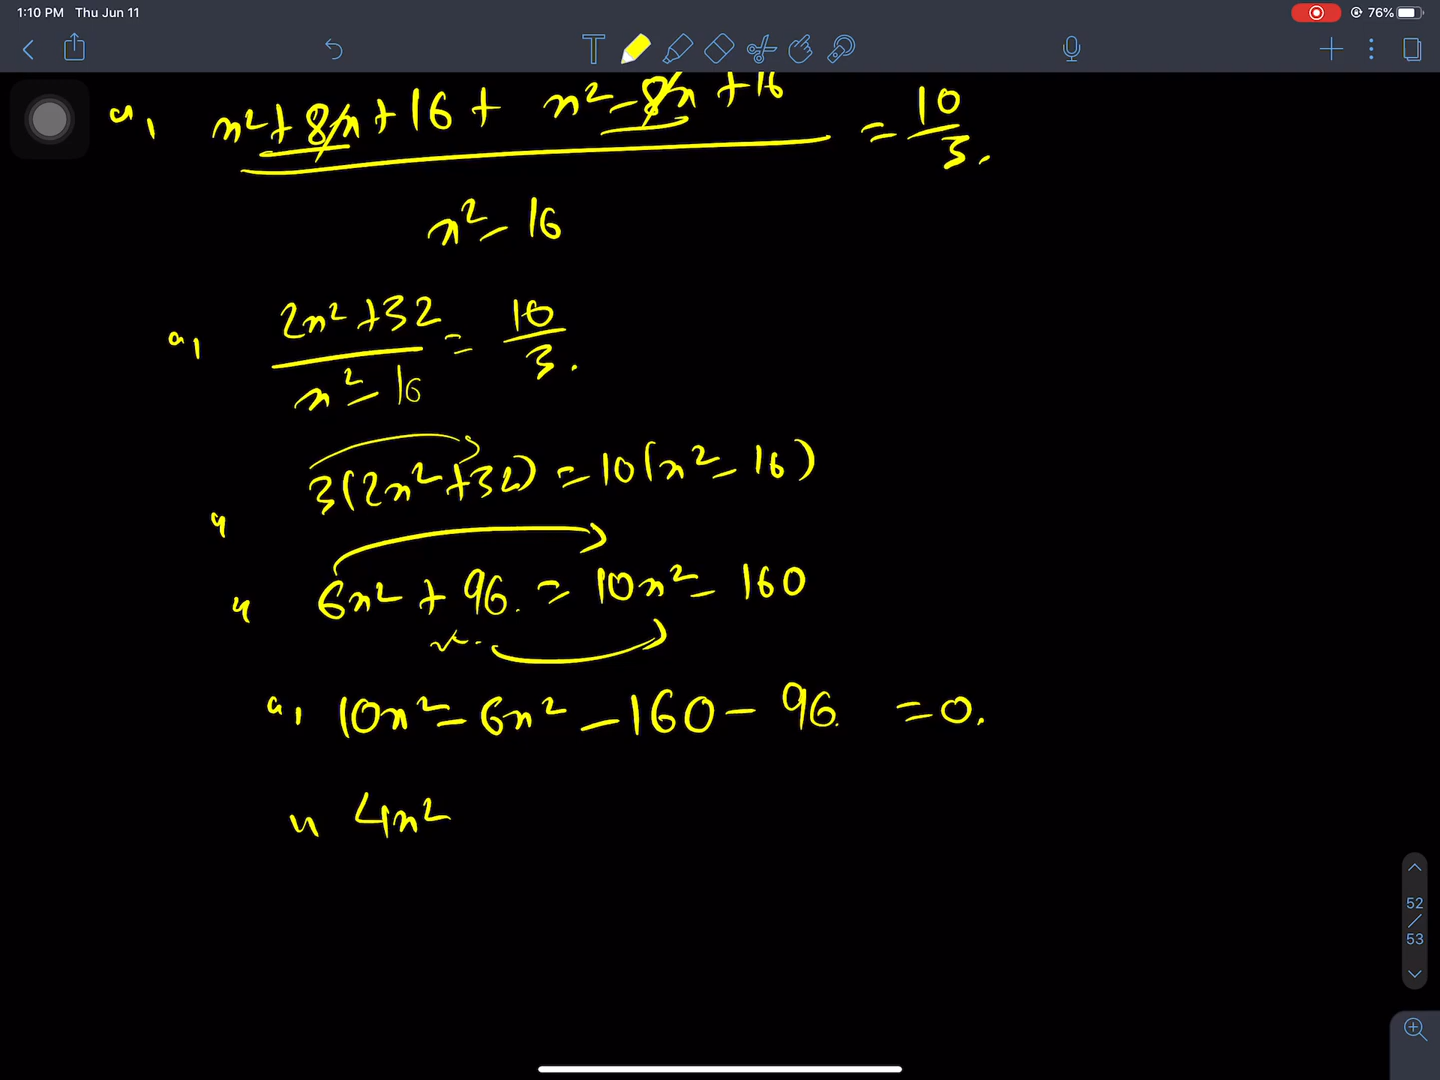 1:10 PM Thu Jun 11
76%
x² + 8x + 16 + x² - 8x + 16 = 10/3.
x² - 16
2x² + 32 / x² - 16 = 10/3.
3(2x² + 32) = 10(x² - 16)
6x² + 96. = 10x² - 160
10x² - 6x² - 160 - 96. = 0.
4x²
52
/
53